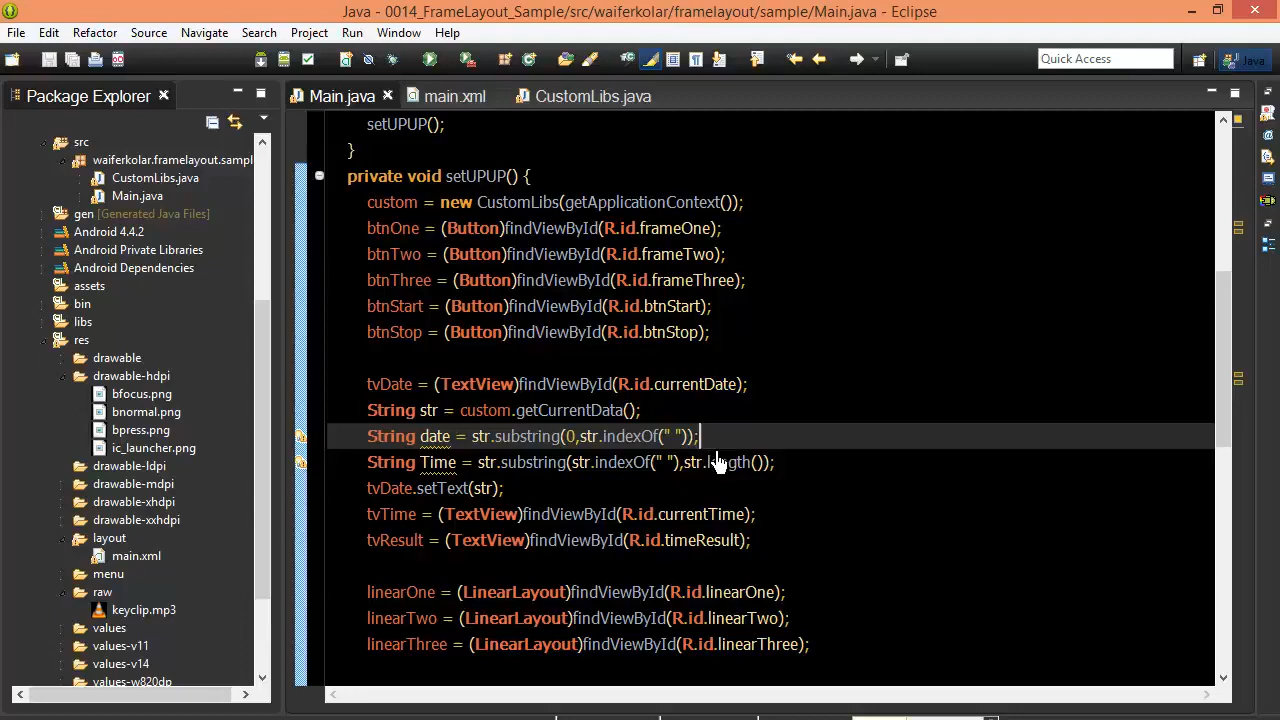 Java - 0014_FrameLayout_Sample/src/waiferkolar/framelayout/sample/Main.java - Eclipse
File Edit Refactor Source Navigate Search Project Run Window Help
Quick Access
Java
Package Explorer
Main.java
main.xml
CustomLibs.java
src
waiferkolar.framelayout.sampl
CustomLibs.java
Main.java
gen [Generated Java Files]
Android 4.4.2
Android Private Libraries
Android Dependencies
assets
bin
libs
res
drawable
drawable-hdpi
bfocus.png
bnormal.png
bpress.png
ic_launcher.png
drawable-ldpi
drawable-mdpi
drawable-xhdpi
drawable-xxhdpi
layout
main.xml
menu
raw
keyclip.mp3
values
values-v11
values-v14
values-w820dp
setUPUP();
}
private void setUPUP() {
custom = new CustomLibs(getApplicationContext());
btnOne = (Button)findViewById(R.id.frameOne);
btnTwo = (Button)findViewById(R.id.frameTwo);
btnThree = (Button)findViewById(R.id.frameThree);
btnStart = (Button)findViewById(R.id.btnStart);
btnStop = (Button)findViewById(R.id.btnStop);
tvDate = (TextView)findViewById(R.id.currentDate);
String str = custom.getCurrentData();
String date = str.substring(0,str.indexOf(" "));
String Time = str.substring(str.indexOf(" "),str.length());
tvDate.setText(str);
tvTime = (TextView)findViewById(R.id.currentTime);
tvResult = (TextView)findViewById(R.id.timeResult);
linearOne = (LinearLayout)findViewById(R.id.linearOne);
linearTwo = (LinearLayout)findViewById(R.id.linearTwo);
linearThree = (LinearLayout)findViewById(R.id.linearThree);